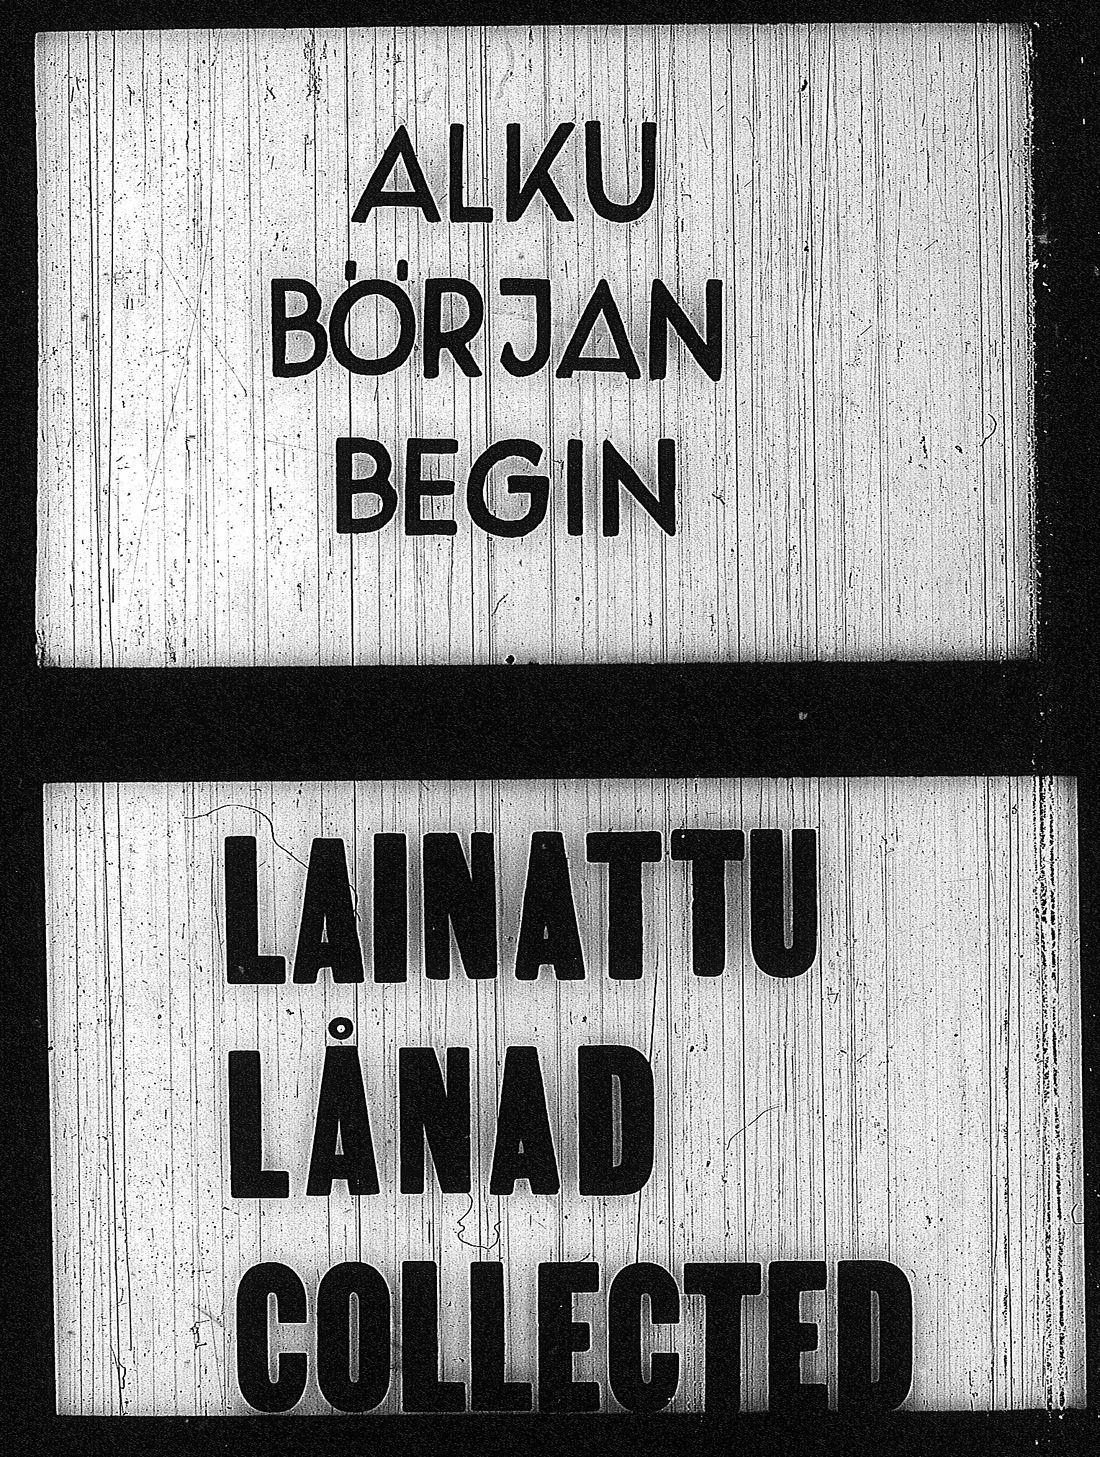 ALKU
BÖRJAN
BEGIN
LAINATTU
LÅNAD
COLLECTED